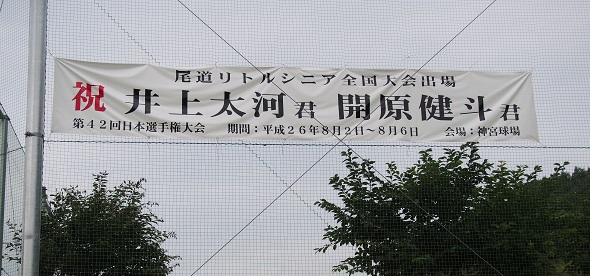 尾道リトルシニア全国大会出場
祝 井上太河君 開原健斗君
第42回日本選手権大会 期間:平成26年8月2日~8月6日 会場:神宮球場